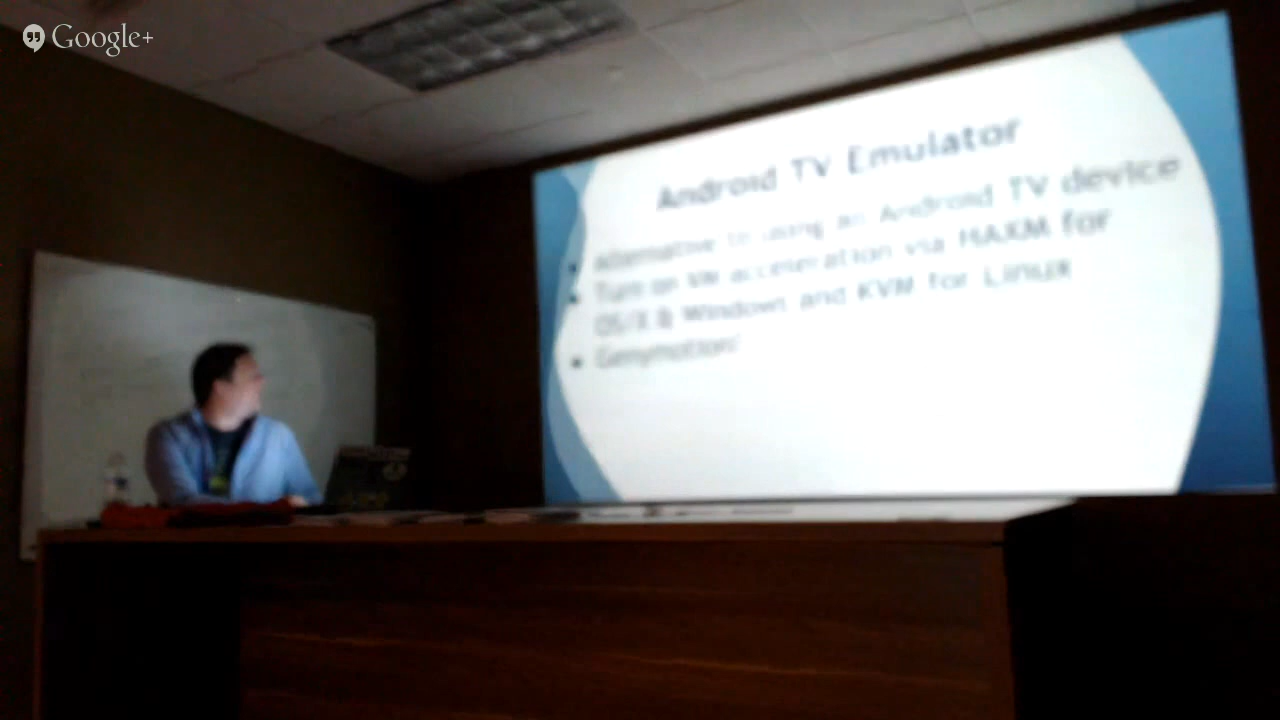 Google+
Android TV Emulator
Alternative to using an Android TV device
Turn on VM acceleration via HAXM for
OS/X & Windows and KVM for Linux
Genymotion